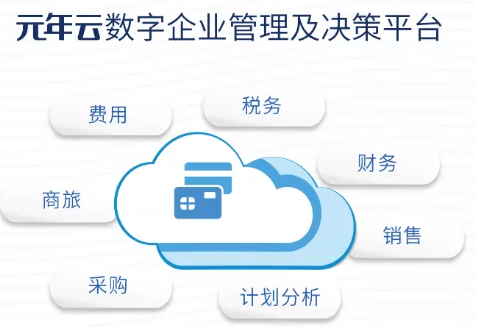 元年云数字企业管理及决策平台
税务
费用
财务
商旅
销售
采购
计划分析